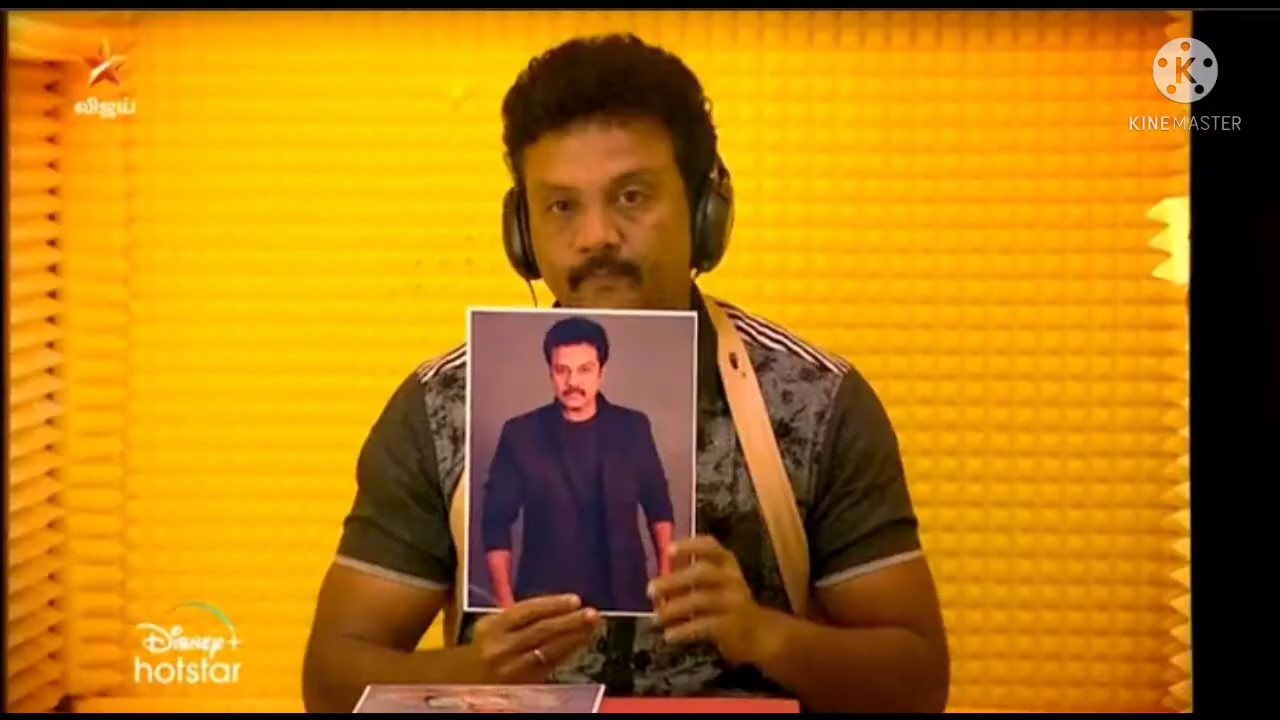 விஜய்
K
KINEMASTER
Disney+
hotstar